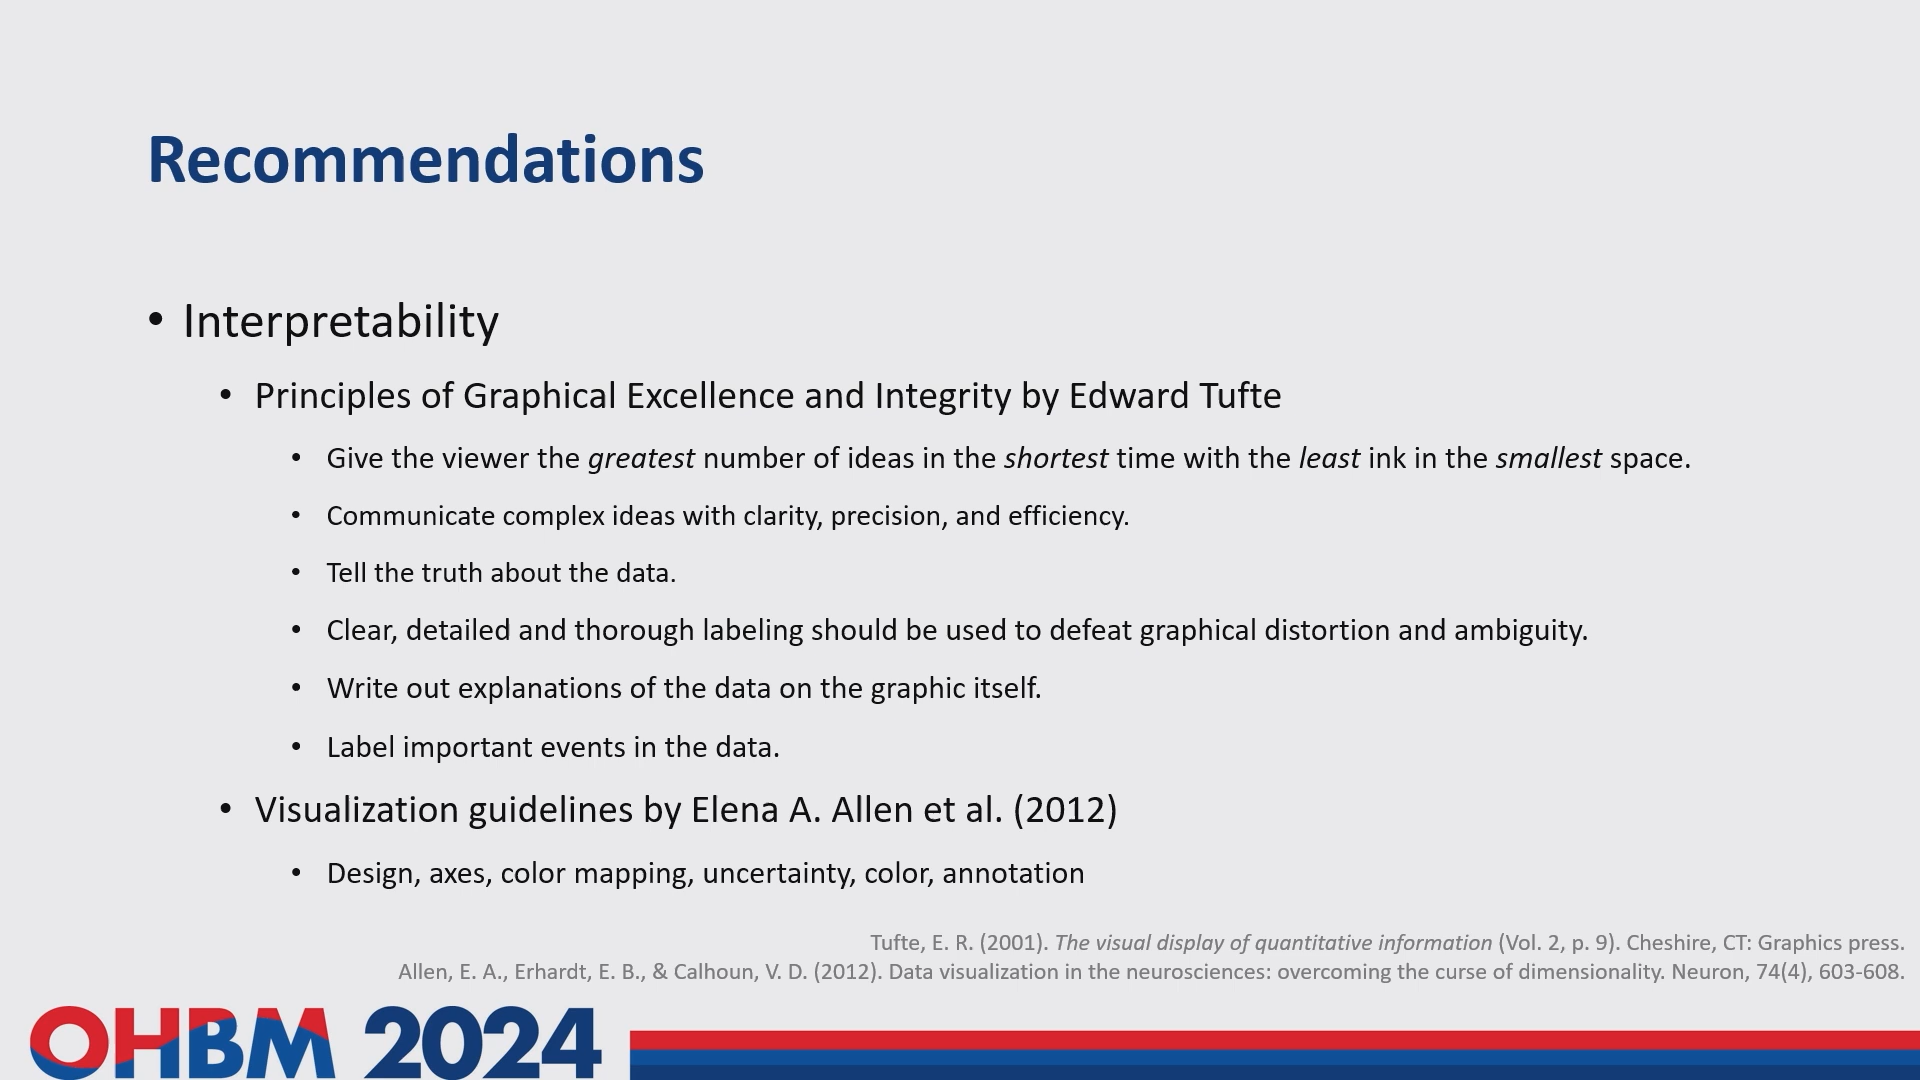 Recommendations
• Interpretability
• Principles of Graphical Excellence and Integrity by Edward Tufte
• Give the viewer the greatest number of ideas in the shortest time with the least ink in the smallest space.
• Communicate complex ideas with clarity, precision, and efficiency.
• Tell the truth about the data.
• Clear, detailed and thorough labeling should be used to defeat graphical distortion and ambiguity.
• Write out explanations of the data on the graphic itself.
• Label important events in the data.
• Visualization guidelines by Elena A. Allen et al. (2012)
• Design, axes, color mapping, uncertainty, color, annotation
Tufte, E. R. (2001). The visual display of quantitative information (Vol. 2, p. 9). Cheshire, CT: Graphics press.
Allen, E. A., Erhardt, E. B., & Calhoun, V. D. (2012). Data visualization in the neurosciences: overcoming the curse of dimensionality. Neuron, 74(4), 603-608.
OHBM 2024